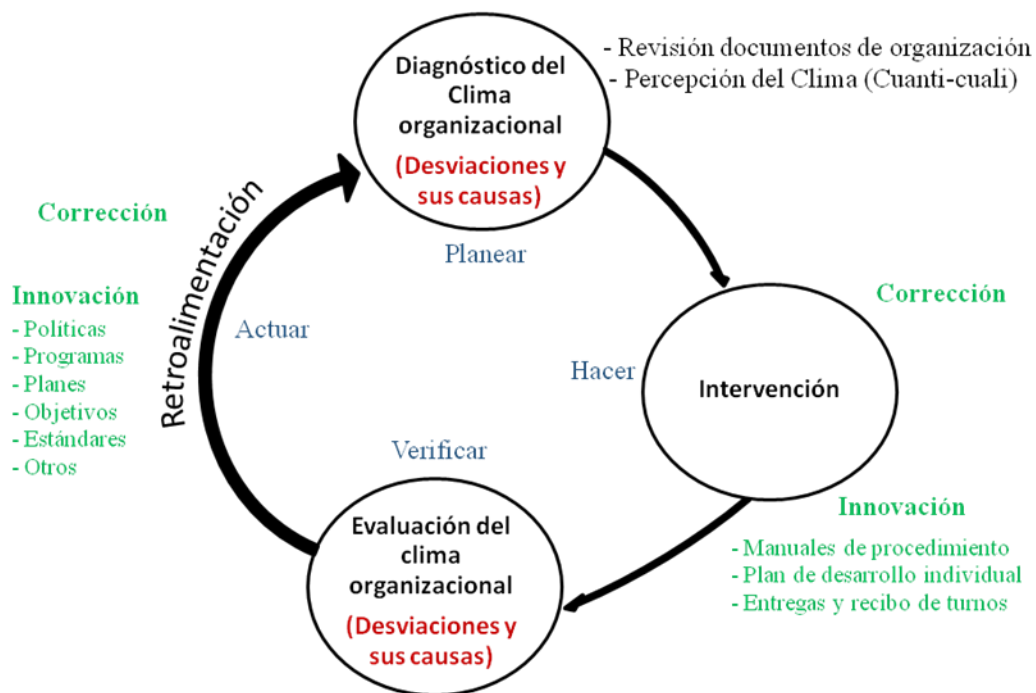 Diagnóstico del
Clima
organizacional
(Desviaciones y
sus causas)
- Revisión documentos de organización
- Percepción del Clima (Cuanti-cuali)
Planear
Corrección
Intervención
Hacer
Innovación
- Manuales de procedimiento
- Plan de desarrollo individual
- Entregas y recibo de turnos
Verificar
Evaluación del
clima
organizacional
(Desviaciones y
sus causas)
Retroalimentación
Actuar
Corrección
Innovación
- Políticas
- Programas
- Planes
- Objetivos
- Estándares
- Otros